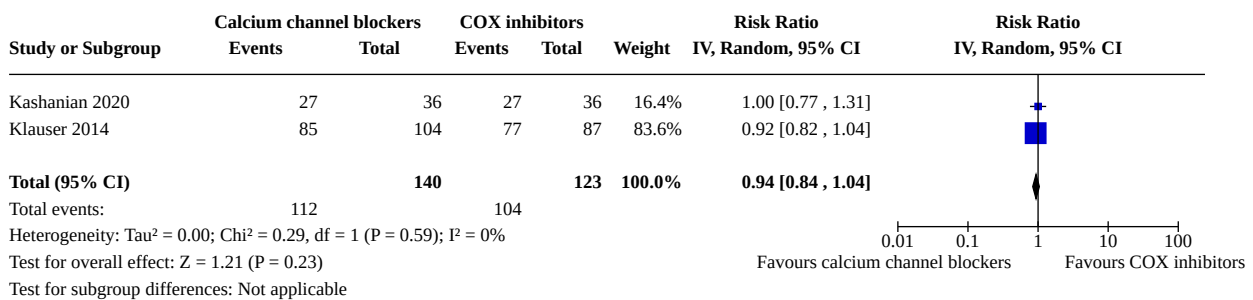 Calcium channel blockers COX inhibitors Risk Ratio Risk Ratio
Study or Subgroup Events Total Events Total Weight IV, Random, 95% CI IV, Random, 95% CI
Kashanian 2020 27 36 27 36 16.4% 1.00 [0.77 , 1.31]
Klauser 2014 85 104 77 87 83.6% 0.92 [0.82 , 1.04]
Total (95% CI) 140 123 100.0% 0.94 [0.84 , 1.04]
Total events: 112 104
Heterogeneity: Tau² = 0.00; Chi² = 0.29, df = 1 (P = 0.59); I² = 0%
0.01 0.1 1 10 100
Test for overall effect: Z = 1.21 (P = 0.23) Favours calcium channel blockers Favours COX inhibitors
Test for subgroup differences: Not applicable